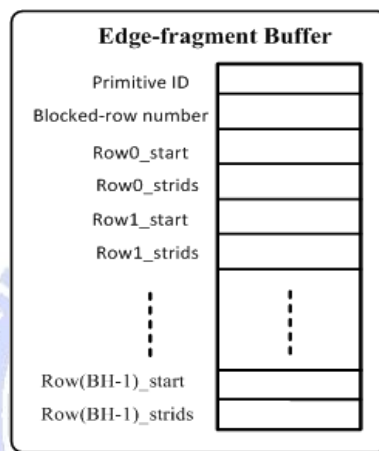 Edge-fragment Buffer
Primitive ID
Blocked-row number
Row0_start
Row0_strids
Row1_start
Row1_strids
Row(BH-1)_start
Row(BH-1)_strids